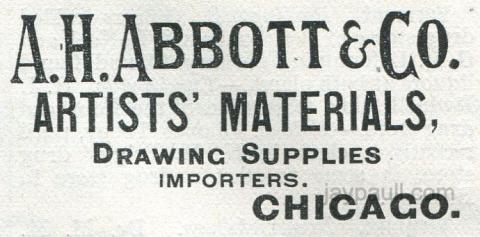 A.H. ABBOTT & CO.
ARTISTS' MATERIALS,
DRAWING SUPPLIES
IMPORTERS.
jaypaull.com
CHICAGO.